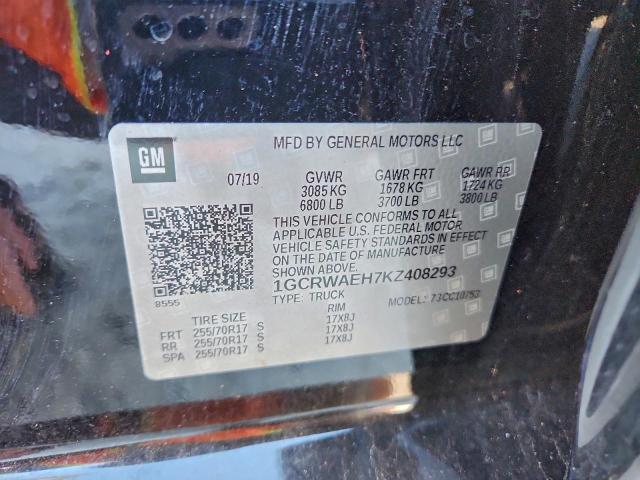 GM
MFD BY GENERAL MOTORS LLC
07/19 GVWR GAWR FRT GAWR RR
3085 KG 1678 KG 1724 KG
6800 LB 3700 LB 3800 LB
THIS VEHICLE CONFORMS TO ALL
APPLICABLE U.S. FEDERAL MOTOR
VEHICLE SAFETY STANDARDS IN EFFECT
ON THE DATE OF MANUFACTURE
SHOWN ABOVE.
1GCRWAEH7KZ408293
8555
TYPE: TRUCK MODEL: 73CC10753
TIRE SIZE RIM
FRT 255/70R17 S 17X8J
RR 255/70R17 S 17X8J
SPA 255/70R17 S 17X8J